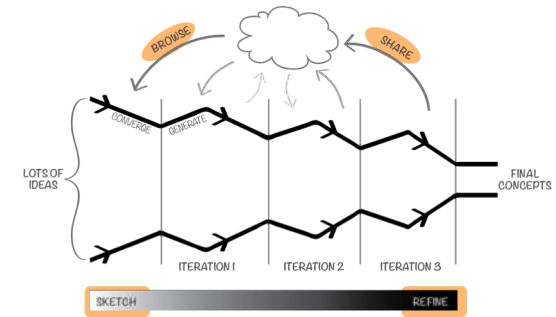 BROWSE
SHARE
CONVERGE
GENERATE
LOTS OF
IDEAS
FINAL
CONCEPTS
ITERATION 1
ITERATION 2
ITERATION 3
SKETCH
REFINE